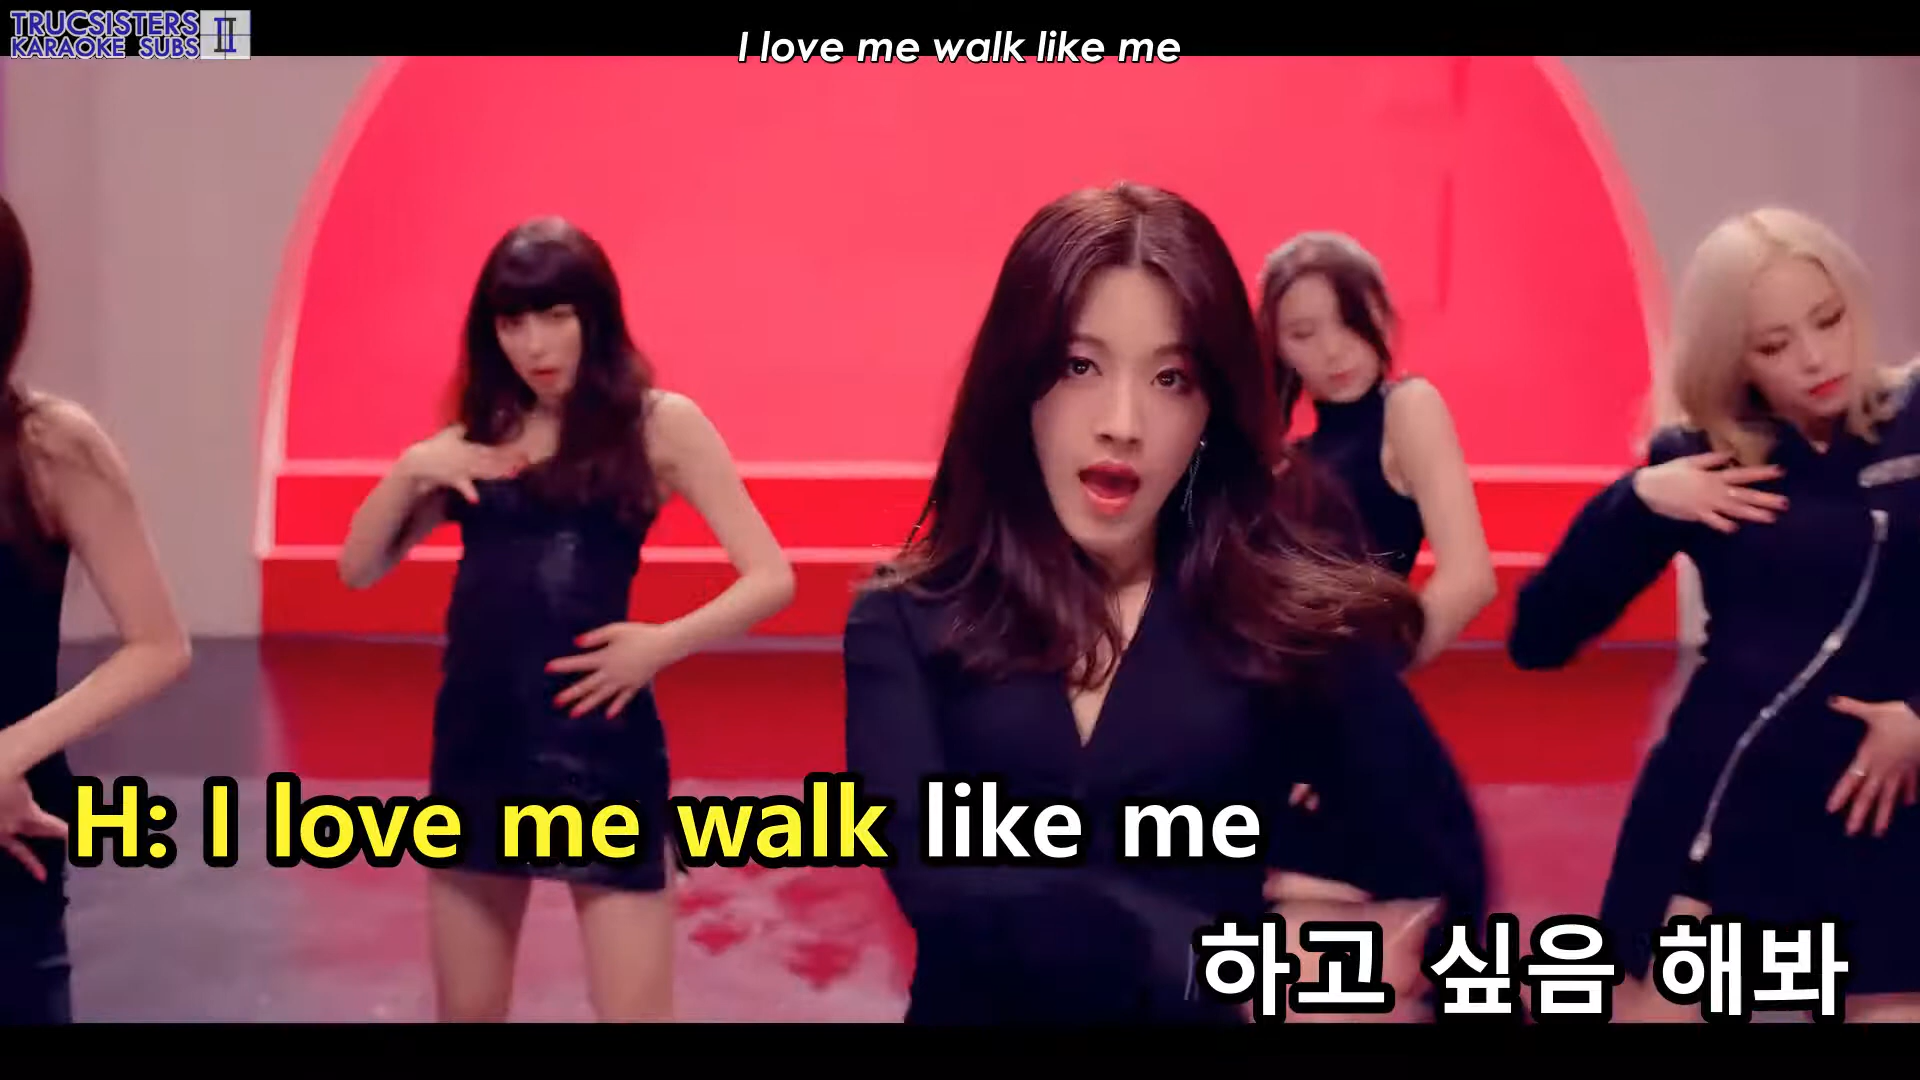 TRUCSISTERS
KARAOKE SUBS II
I love me walk like me
H: I love me walk like me
하고 싶음 해봐